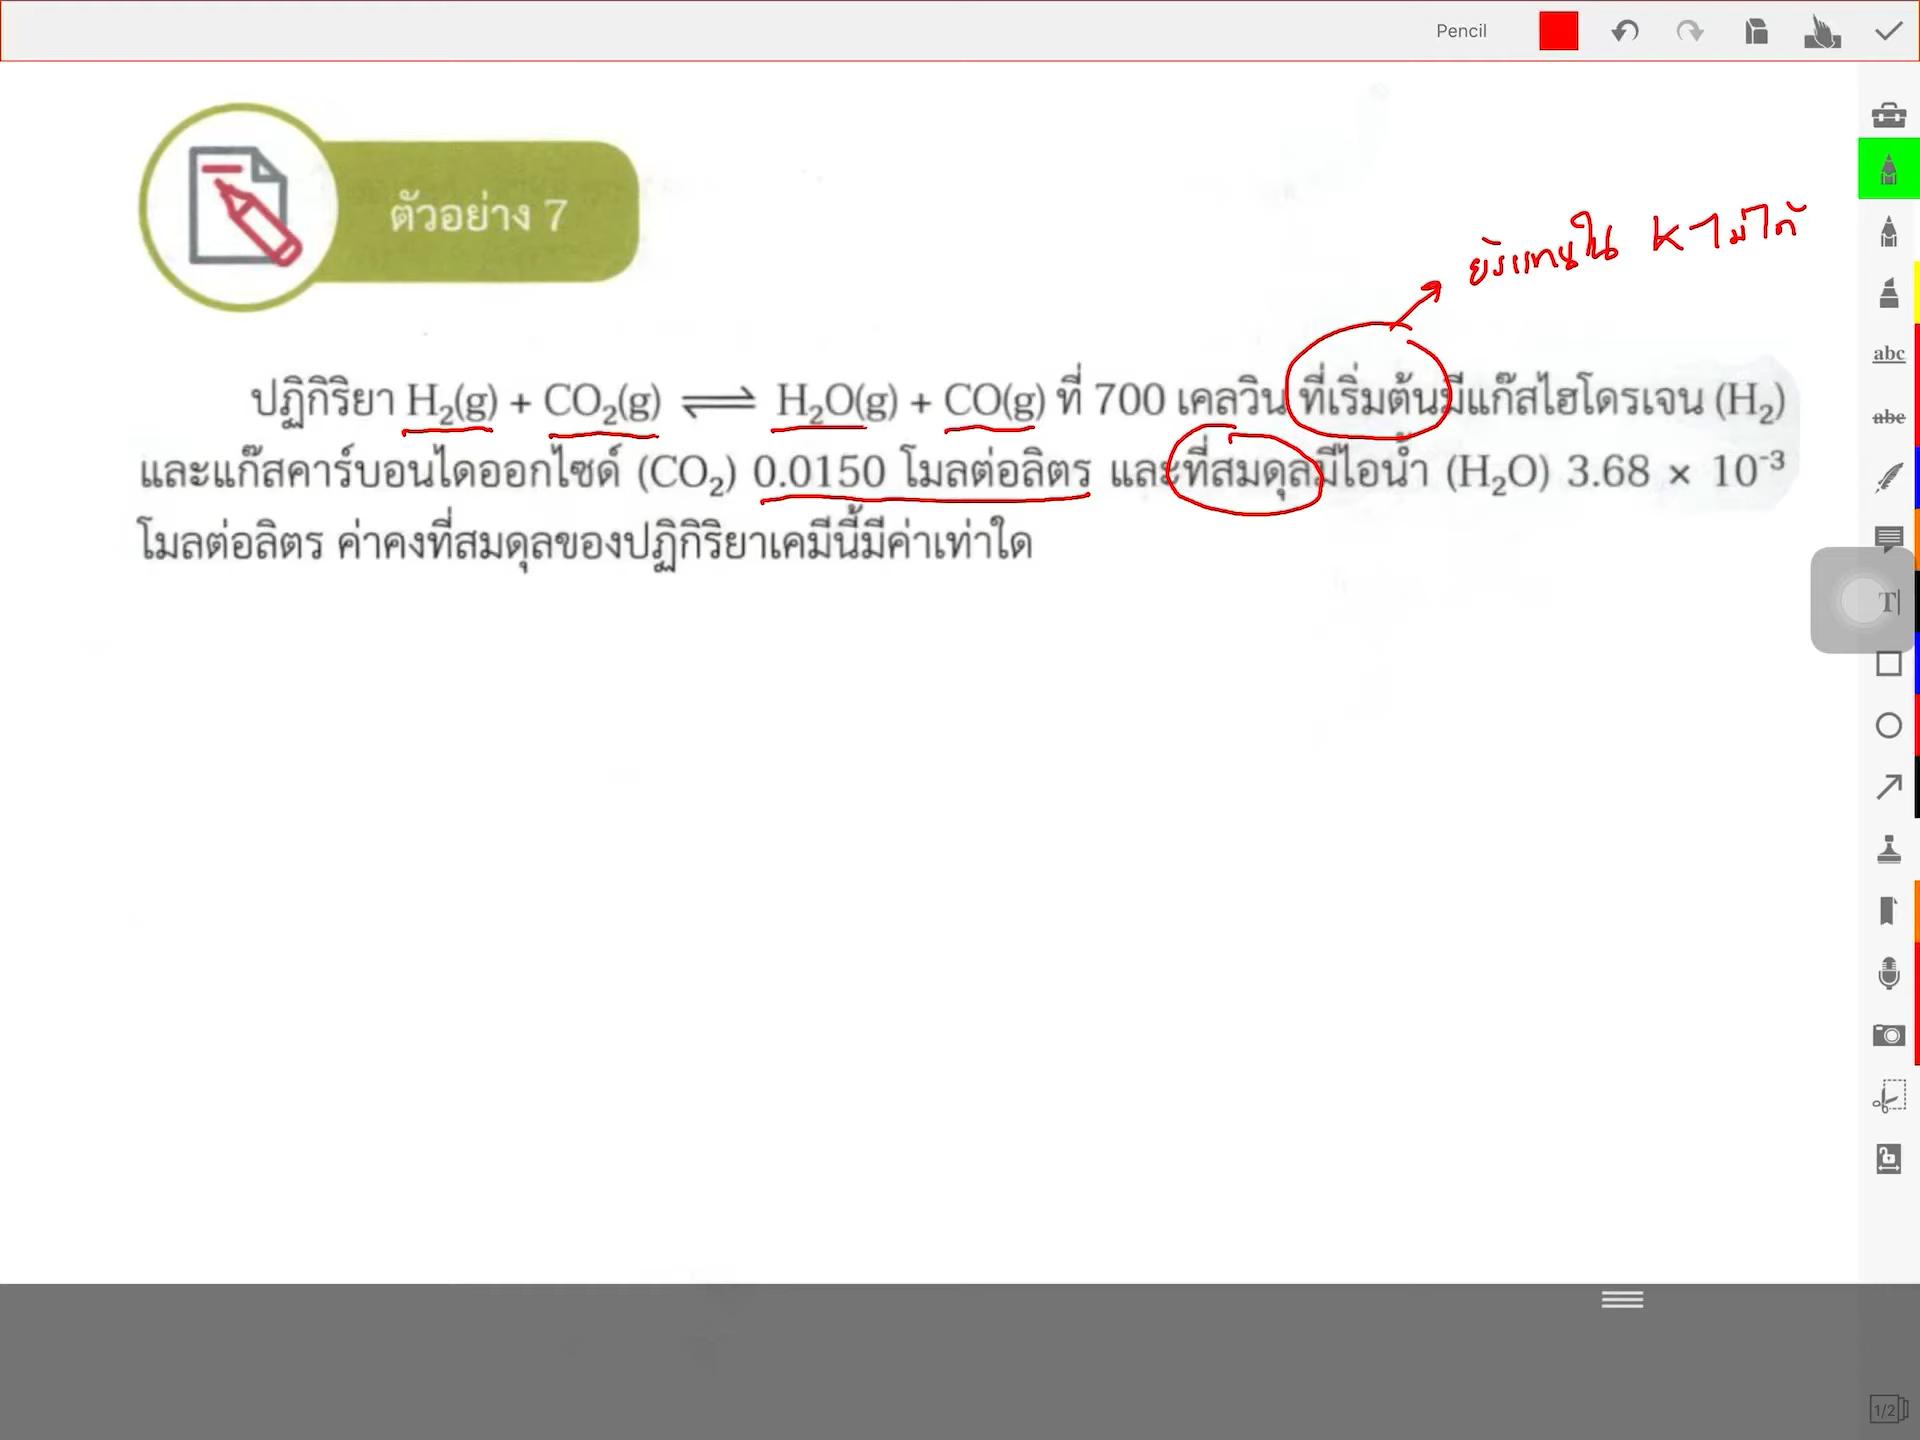 Pencil
ตัวอย่าง 7
ยังแทนใน K ไม่ได้
ปฏิกิริยา H₂(g) + CO₂(g) ⇌ H₂O(g) + CO(g) ที่ 700 เคลวิน ที่เริ่มต้นมีแก๊สไฮโดรเจน (H₂)
และแก๊สคาร์บอนไดออกไซด์ (CO₂) 0.0150 โมลต่อลิตร และที่สมดุลมีไอน้ำ (H₂O) 3.68 × 10⁻³
โมลต่อลิตร ค่าคงที่สมดุลของปฏิกิริยาเคมีนี้มีค่าเท่าใด
abc
abc
T
1/2